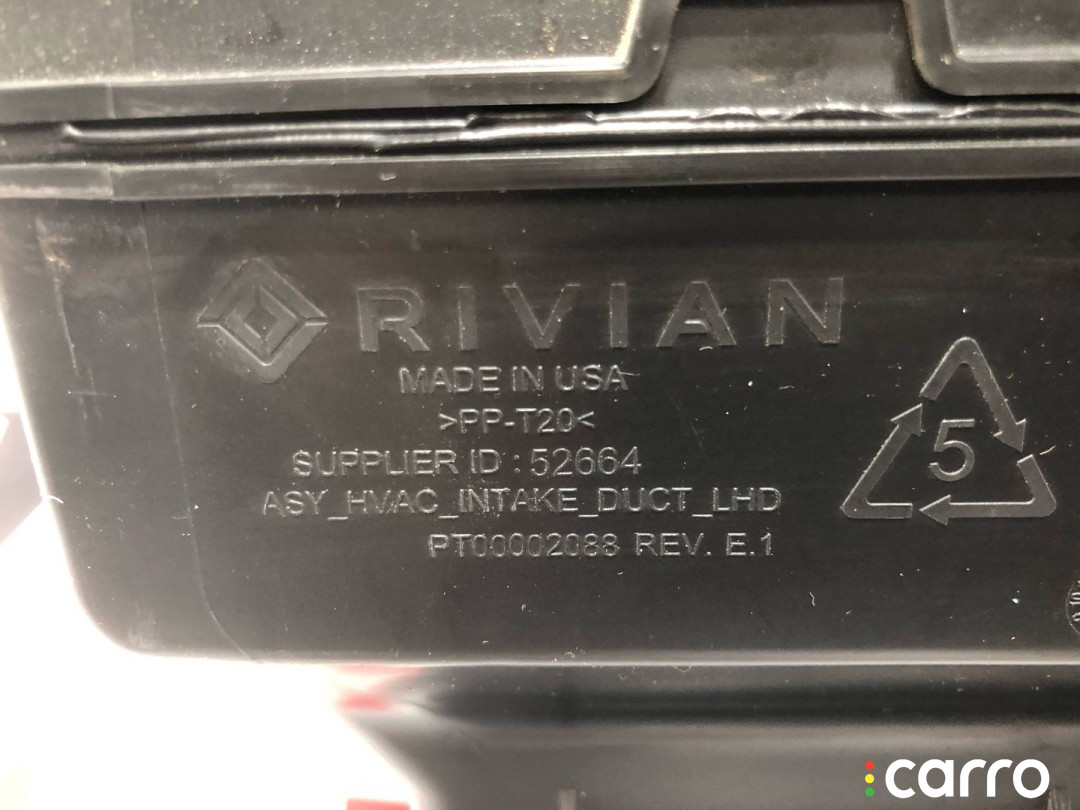 RIVIAN
MADE IN USA
>PP-T20<
SUPPLIER ID : 52664
ASY_HVAC_INTAKE_DUCT_LHD
PT00002088 REV. E.1
5
carro